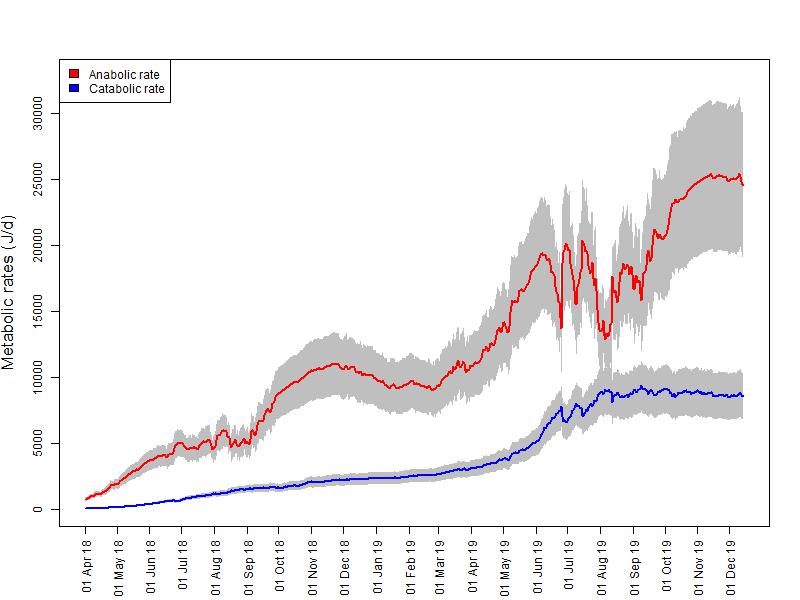 Anabolic rate
Catabolic rate
Metabolic rates (J/d)
30000
25000
20000
15000
10000
5000
0
01 Apr 18
01 May 18
01 Jun 18
01 Jul 18
01 Aug 18
01 Sep 18
01 Oct 18
01 Nov 18
01 Dec 18
01 Jan 19
01 Feb 19
01 Mar 19
01 Apr 19
01 May 19
01 Jun 19
01 Jul 19
01 Aug 19
01 Sep 19
01 Oct 19
01 Nov 19
01 Dec 19